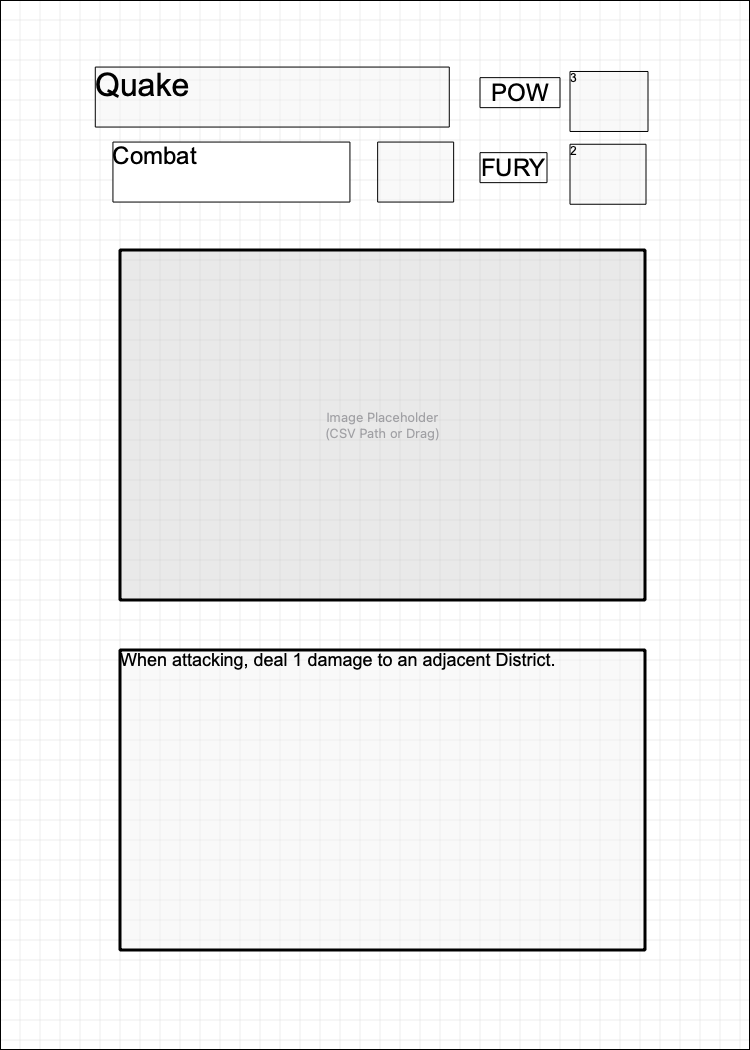 Quake
POW
3
Combat
FURY
2
Image Placeholder
(CSV Path or Drag)
When attacking, deal 1 damage to an adjacent District.